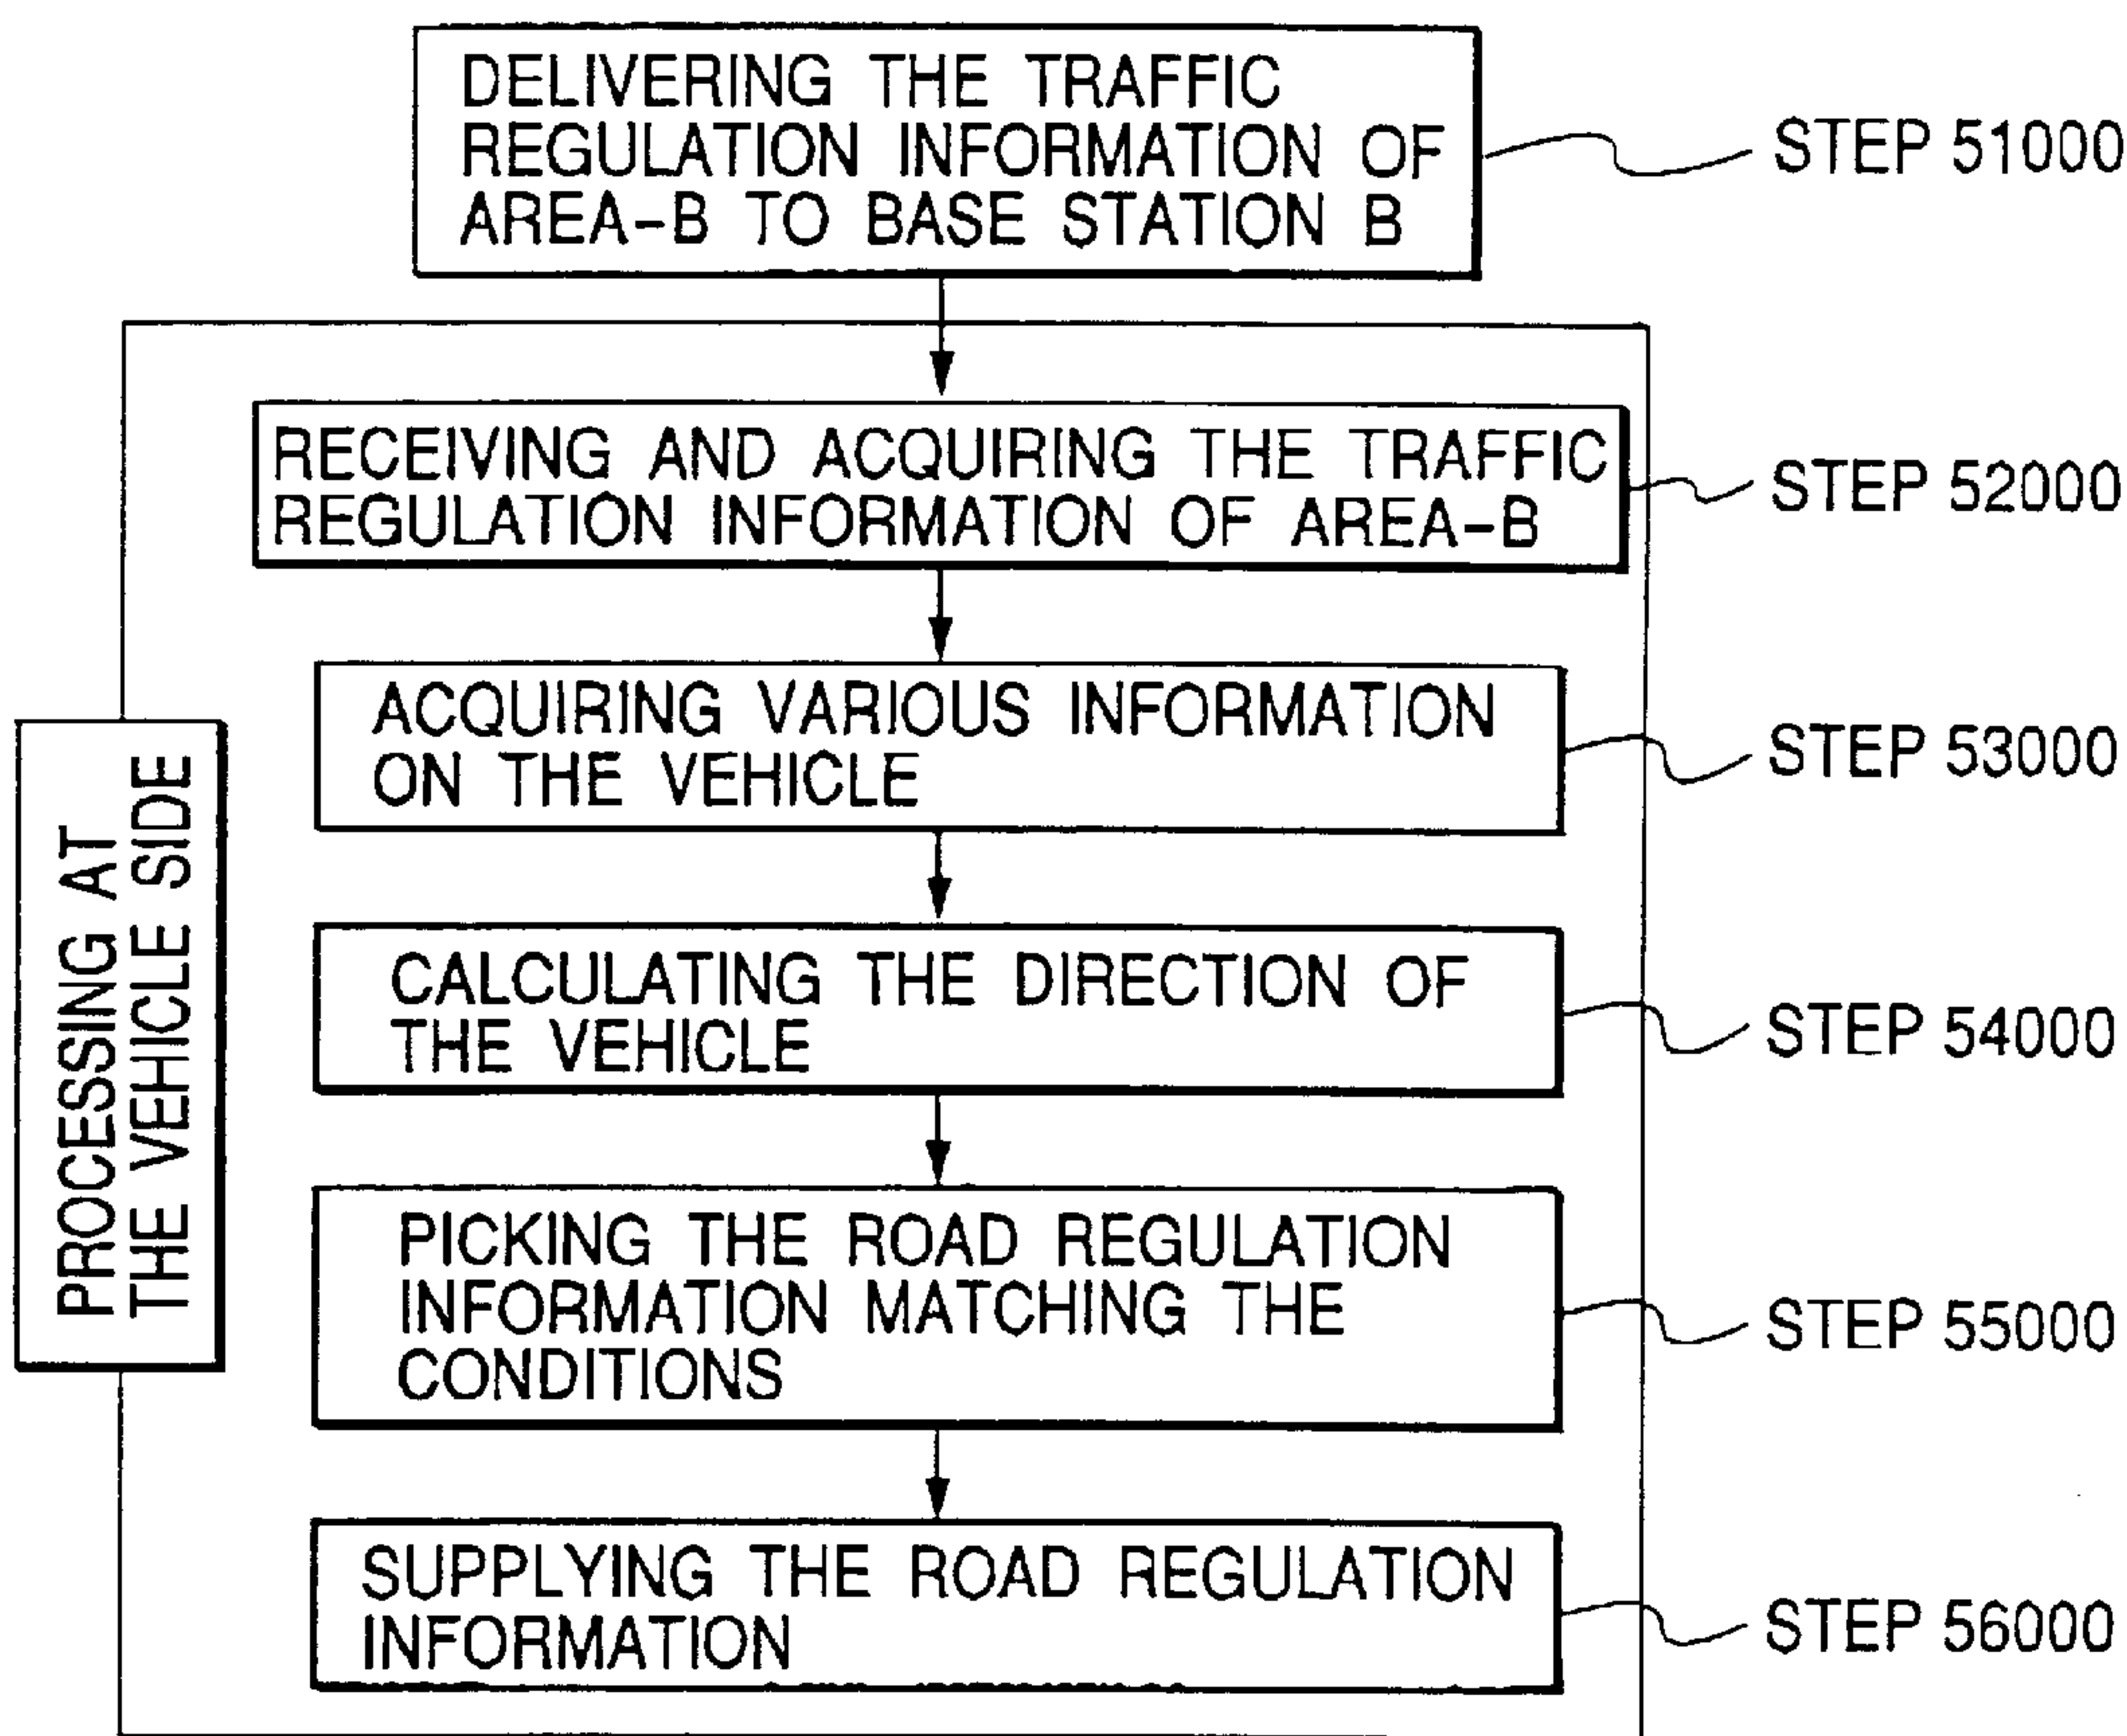 DELIVERING THE TRAFFIC
REGULATION INFORMATION OF
AREA-B TO BASE STATION B
STEP 51000
RECEIVING AND ACQUIRING THE TRAFFIC
REGULATION INFORMATION OF AREA-B
STEP 52000
ACQUIRING VARIOUS INFORMATION
ON THE VEHICLE
STEP 53000
PROCESSING AT
THE VEHICLE SIDE
CALCULATING THE DIRECTION OF
THE VEHICLE
STEP 54000
PICKING THE ROAD REGULATION
INFORMATION MATCHING THE
CONDITIONS
STEP 55000
SUPPLYING THE ROAD REGULATION
INFORMATION
STEP 56000